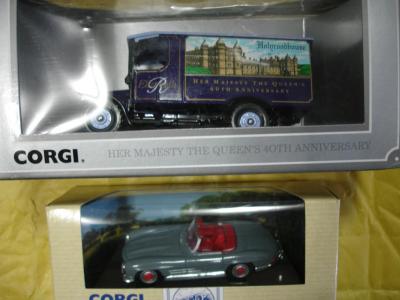 Holyroodhouse
R
HER MAJESTY THE QUEEN'S
40TH ANNIVERSARY
CORGI. HER MAJESTY THE QUEEN'S 40TH ANNIVERSARY
CORGI